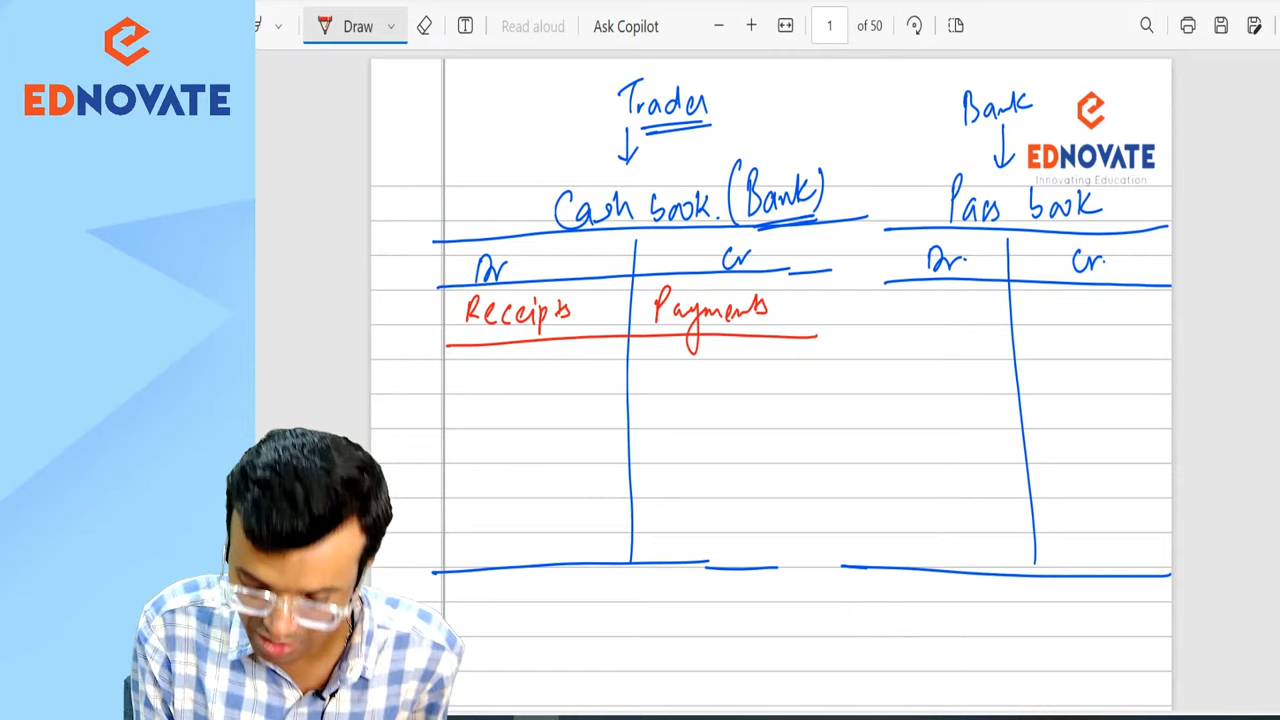 EDNOVATE
Draw
Read aloud
Ask Copilot
1 of 50
Trader
Bank
EDNOVATE
Innovating Education
Cash book. (Bank)
Pass book
Dr
Cr
Dr.
Cr.
Receipts
Payments